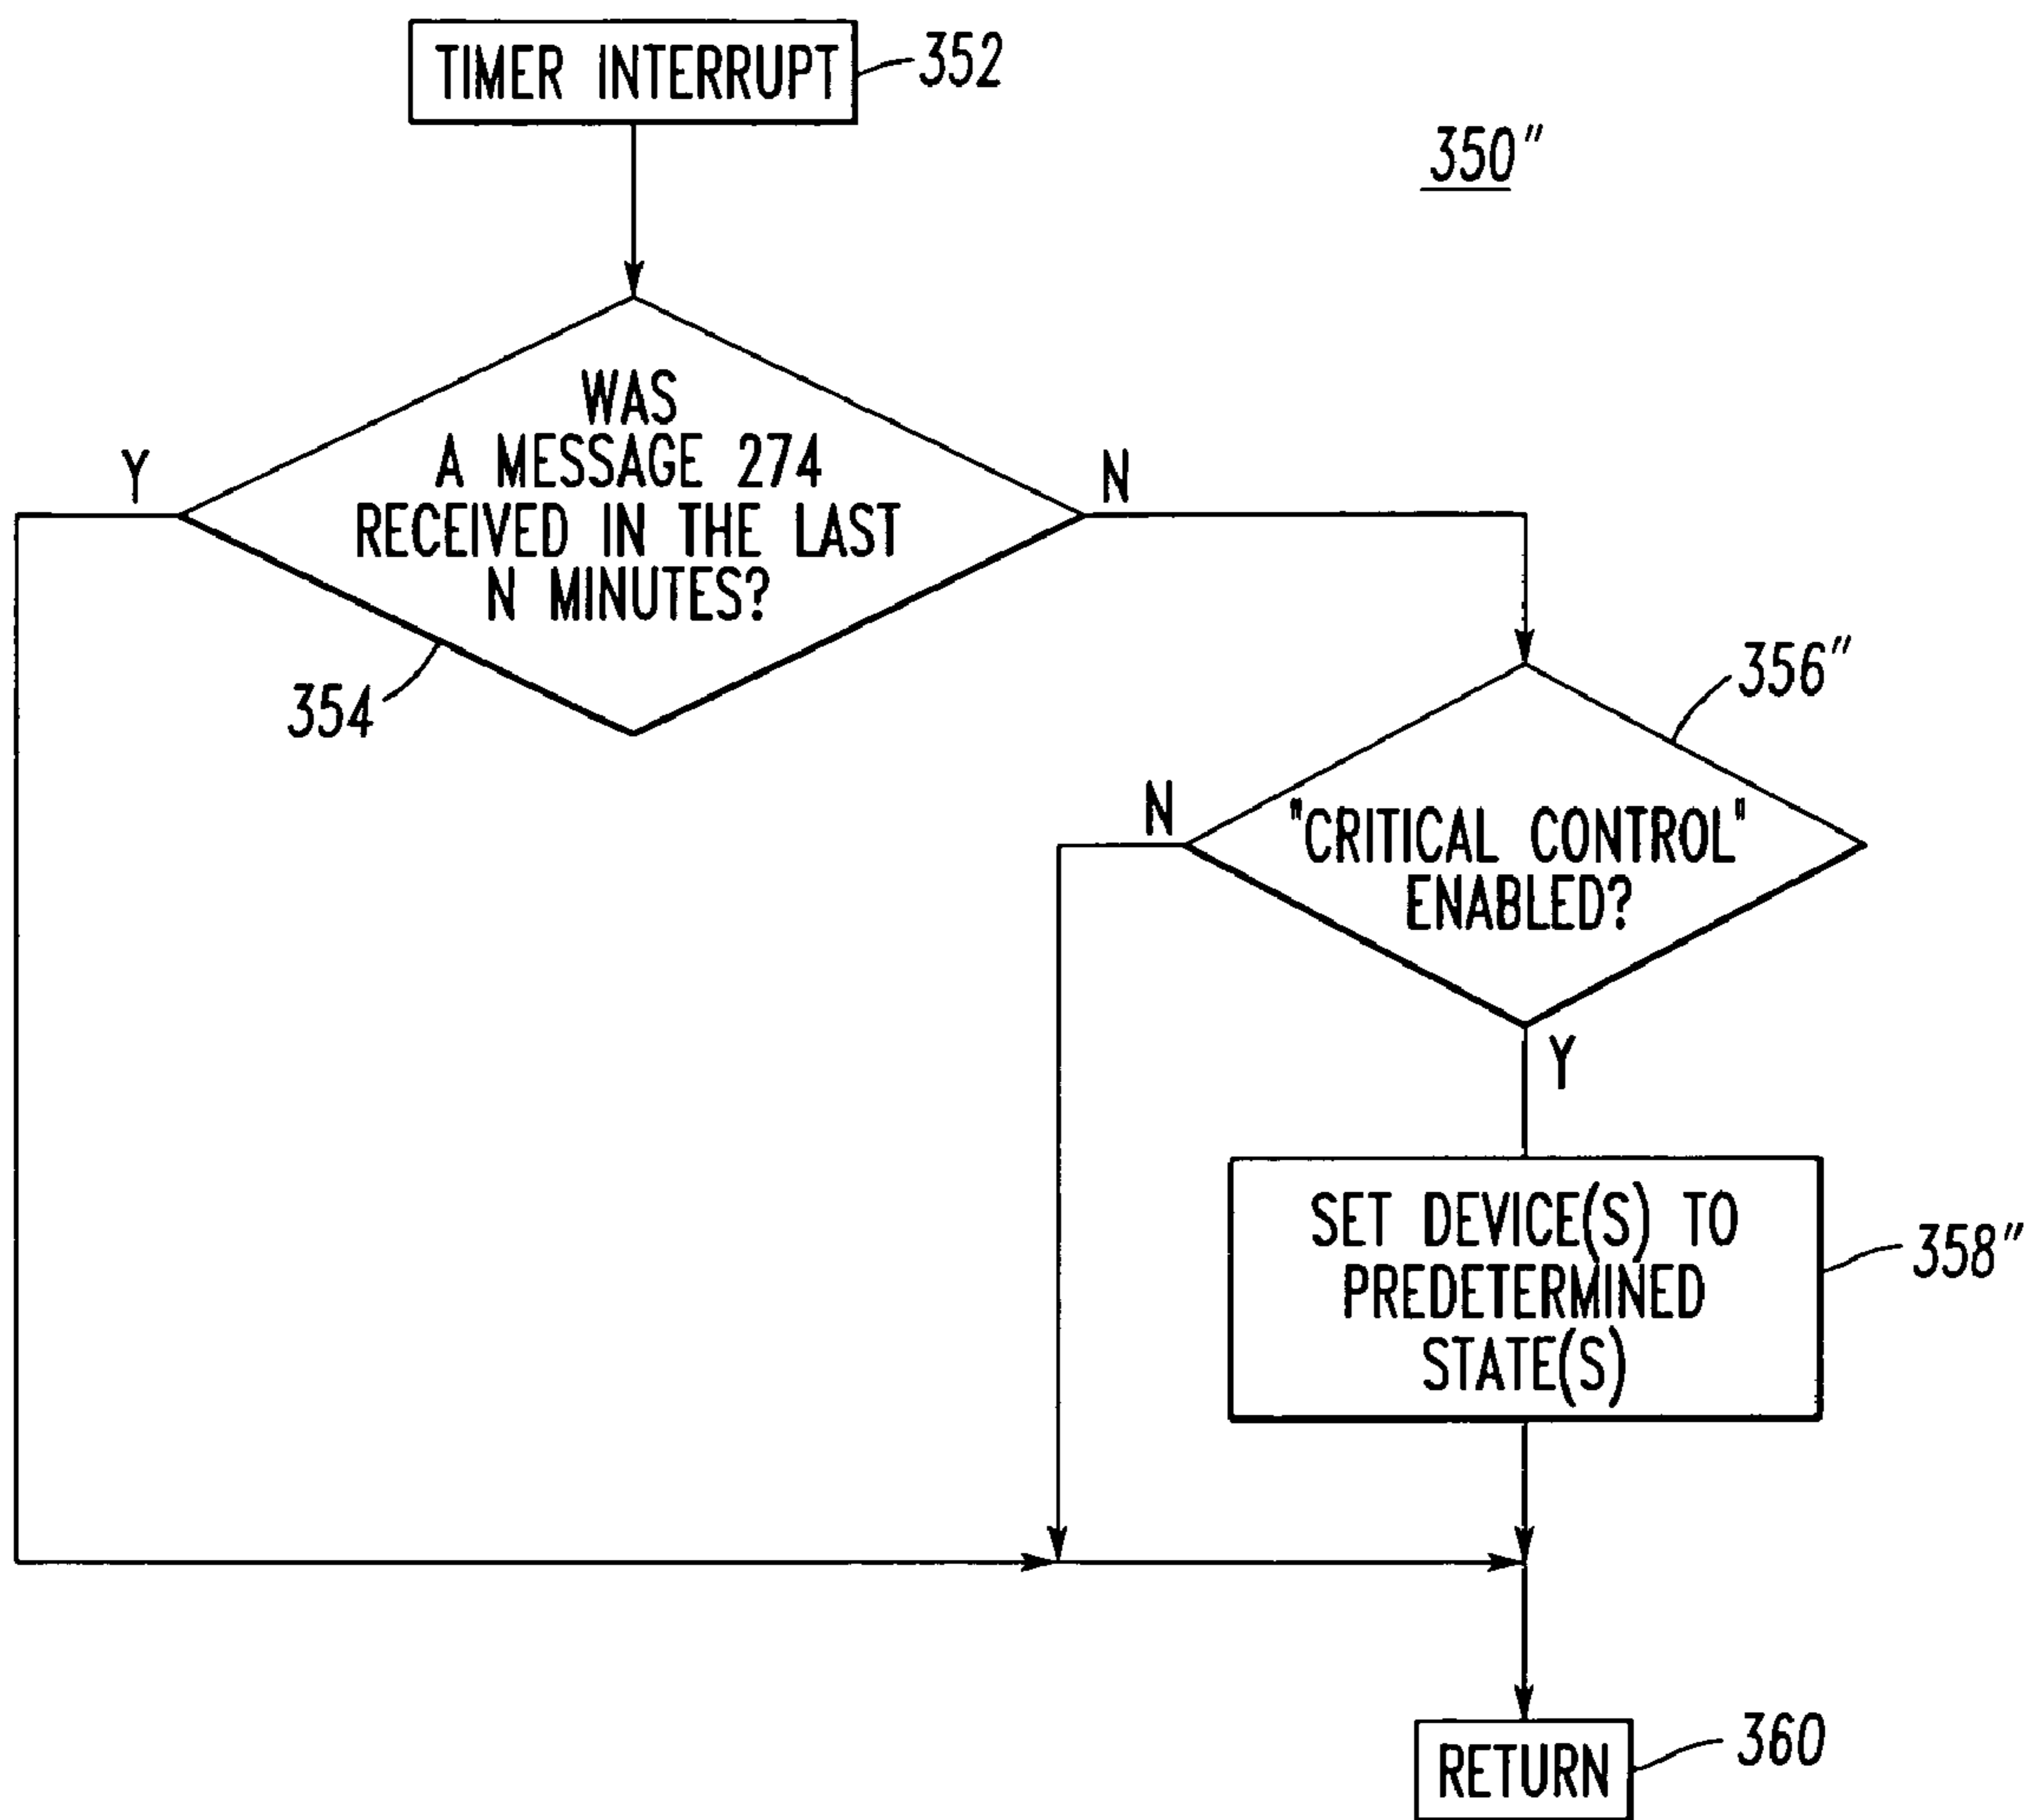 TIMER INTERRUPT
352
350"
WAS
A MESSAGE 274
RECEIVED IN THE LAST
N MINUTES?
Y
N
354
356"
"CRITICAL CONTROL"
ENABLED?
N
Y
SET DEVICE(S) TO
PREDETERMINED
STATE(S)
358"
RETURN
360